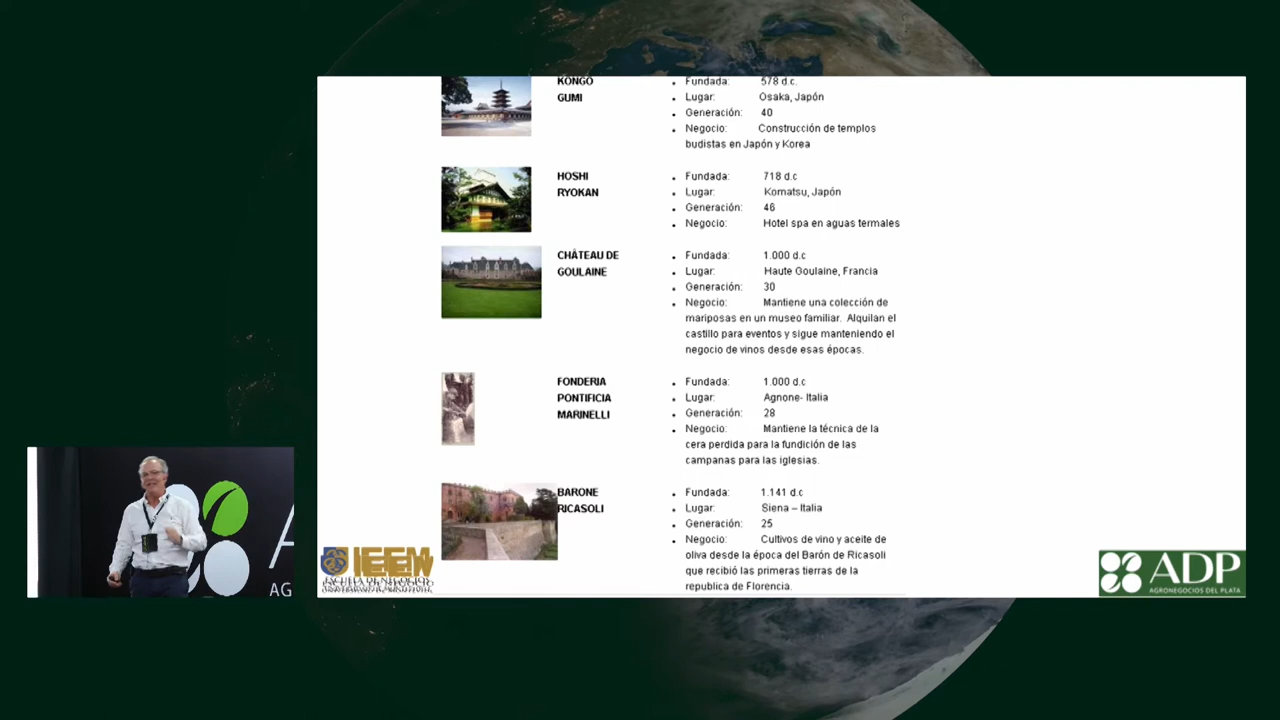 KONGO
GUMI
• Fundada: 578 d.c.
• Lugar: Osaka, Japón
• Generación: 40
• Negocio: Construcción de templos
budistas en Japón y Korea
HOSHI
RYOKAN
• Fundada: 718 d.c
• Lugar: Komatsu, Japón
• Generación: 46
• Negocio: Hotel spa en aguas termales
CHÂTEAU DE
GOULAINE
• Fundada: 1.000 d.c
• Lugar: Haute Goulaine, Francia
• Generación: 30
• Negocio: Mantiene una colección de
mariposas en un museo familiar. Alquilan el
castillo para eventos y sigue manteniendo el
negocio de vinos desde esas épocas.
FONDERIA
PONTIFICIA
MARINELLI
• Fundada: 1.000 d.c
• Lugar: Agnone- Italia
• Generación: 28
• Negocio: Mantiene la técnica de la
cera perdida para la fundición de las
campanas para las iglesias.
BARONE
RICASOLI
• Fundada: 1.141 d.c
• Lugar: Siena – Italia
• Generación: 25
• Negocio: Cultivos de vino y aceite de
oliva desde la época del Barón de Ricasoli
que recibió las primeras tierras de la
republica de Florencia.
IEEM
ESCUELA DE NEGOCIOS
ADP
AGRONEGOCIOS DEL PLATA
A
AG